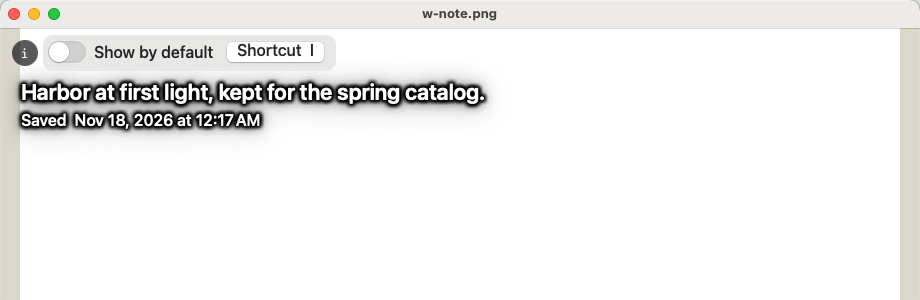 w-note.png
i Show by default Shortcut I
Harbor at first light, kept for the spring catalog.
Saved Nov 18, 2026 at 12:17 AM